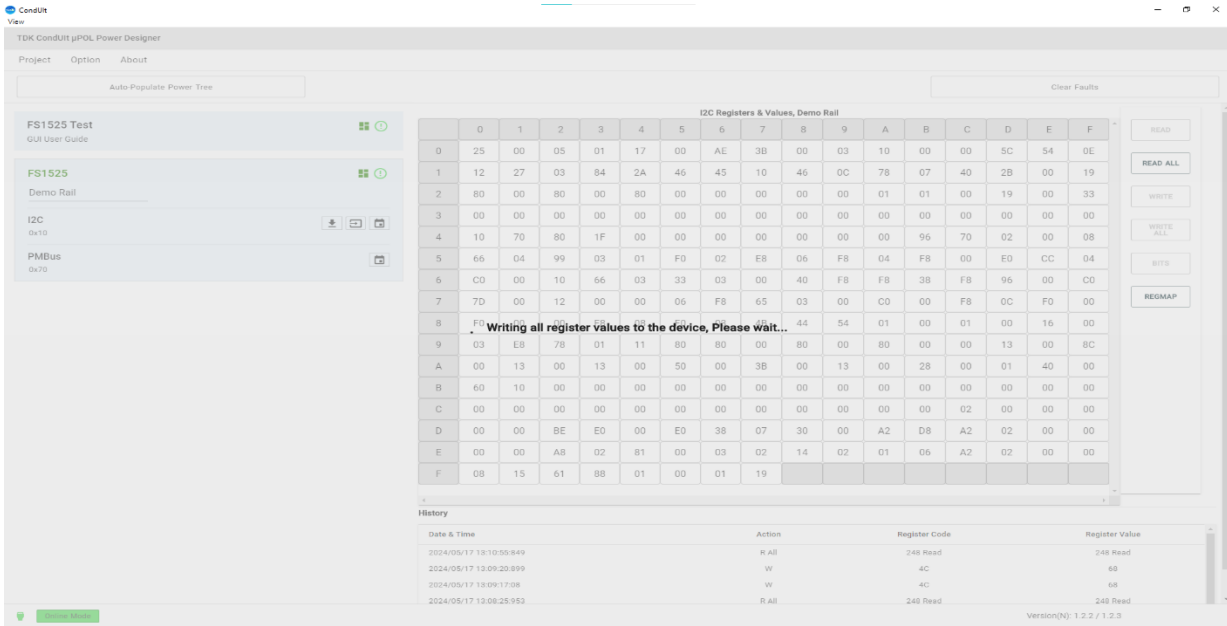 CondUIt
View
TDK CondUIt µPOL Power Designer
Project Option About
Auto-Populate Power Tree
Clear Faults
FS1525 Test
GUI User Guide
FS1525
Demo Rail
I2C
0x10
PMBus
0x70
I2C Registers & Values, Demo Rail
0 1 2 3 4 5 6 7 8 9 A B C D E F
0 25 00 05 01 17 00 AE 3B 00 03 10 00 00 5C 54 0E
1 12 27 03 84 2A 46 45 10 46 0C 78 07 40 2B 00 19
2 80 00 80 00 80 00 00 00 00 01 01 00 19 00 33
3 00 00 00 00 00 00 00 00 00 00 00 00 00 00 00 00
4 10 70 80 1F 00 00 00 00 00 00 96 70 02 00 08
5 66 04 99 03 01 F0 02 E8 06 F8 04 F8 00 E0 CC 04
6 C0 00 10 66 03 33 03 00 40 F8 F8 38 F8 96 00 C0
7 7D 00 12 00 00 06 F8 65 03 00 C0 00 F8 0C F0 00
8 F0 44 54 01 00 01 00 16 00
Writing all register values to the device, Please wait...
9 03 E8 78 01 11 80 80 00 80 00 80 00 00 13 00 8C
A 00 13 00 13 00 50 00 3B 00 13 00 28 00 01 40 00
B 60 10 00 00 00 00 00 00 00 00 00 00 00 00 00 00
C 00 00 00 00 00 00 00 00 00 00 00 00 00 02 00 00
D 00 00 BE E0 00 E0 38 07 30 00 A2 D8 A2 02 00 00
E 00 00 A8 02 81 00 03 02 14 02 01 06 A2 02 00 00
F 08 15 61 88 01 00 01 19
READ
READ ALL
WRITE
WRITE ALL
BITS
REGMAP
History
Date & Time Action Register Code Register Value
2024/05/17 13:10:55:849 R All 248 Read 248 Read
2024/05/17 13:09:20:899 W 4C 68
2024/05/17 13:09:17:08 W 4C 68
2024/05/17 13:08:25:953 R All 248 Read 248 Read
Online Mode
Version(N): 1.2.2 / 1.2.3